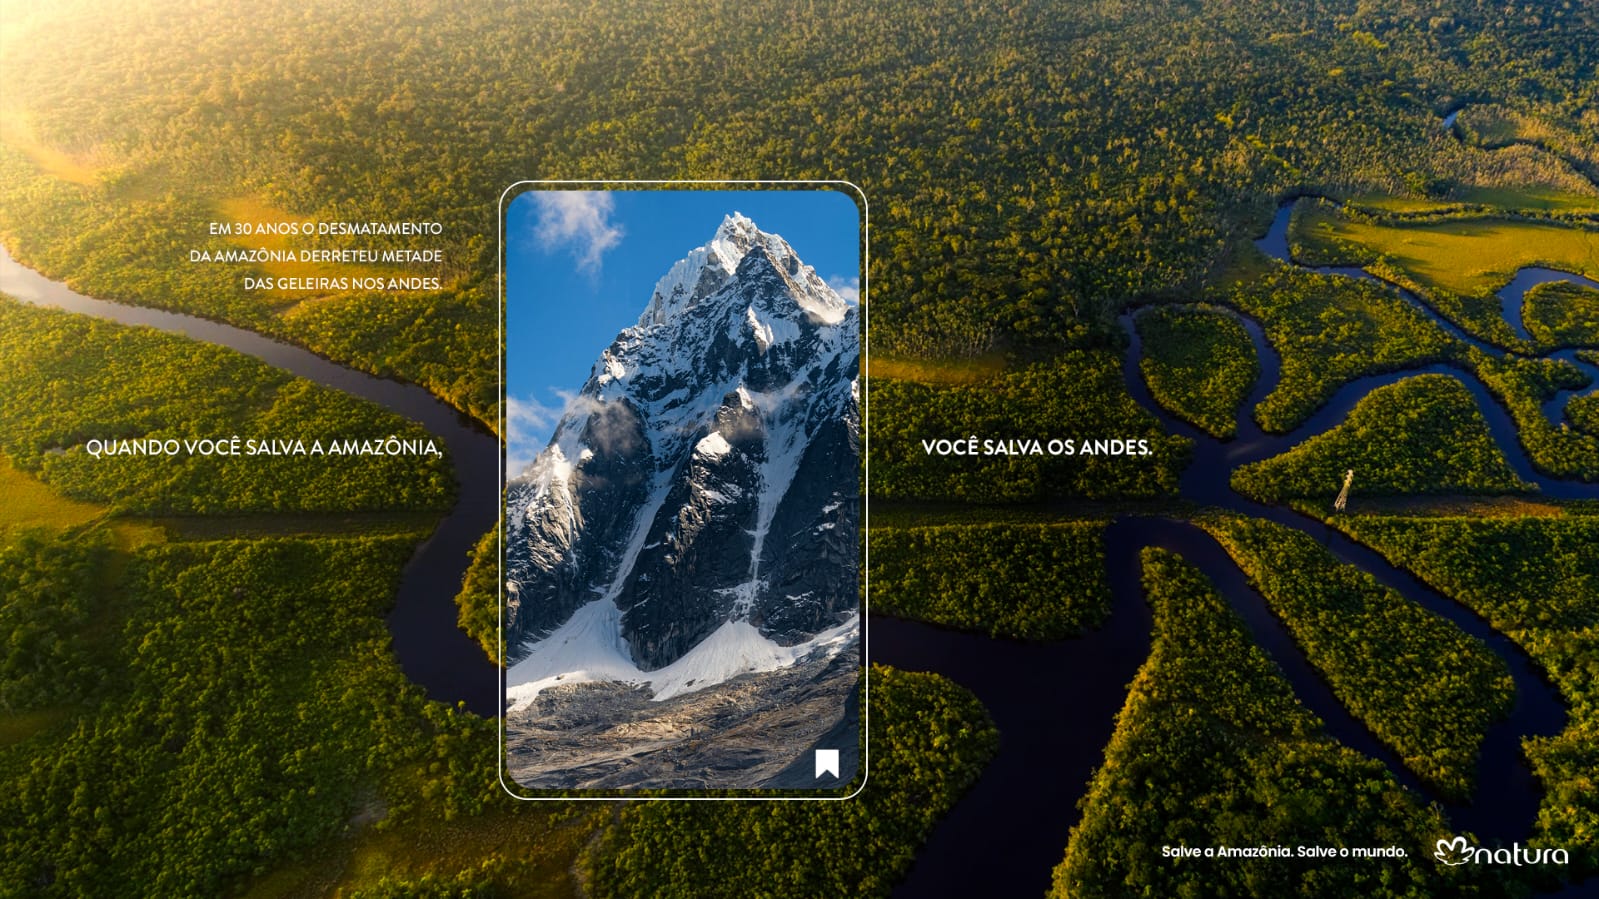 EM 30 ANOS O DESMATAMENTO
DA AMAZÔNIA DERRETEU METADE
DAS GELEIRAS NOS ANDES.
QUANDO VOCÊ SALVA A AMAZÔNIA,
VOCÊ SALVA OS ANDES.
Salve a Amazônia. Salve o mundo.
natura